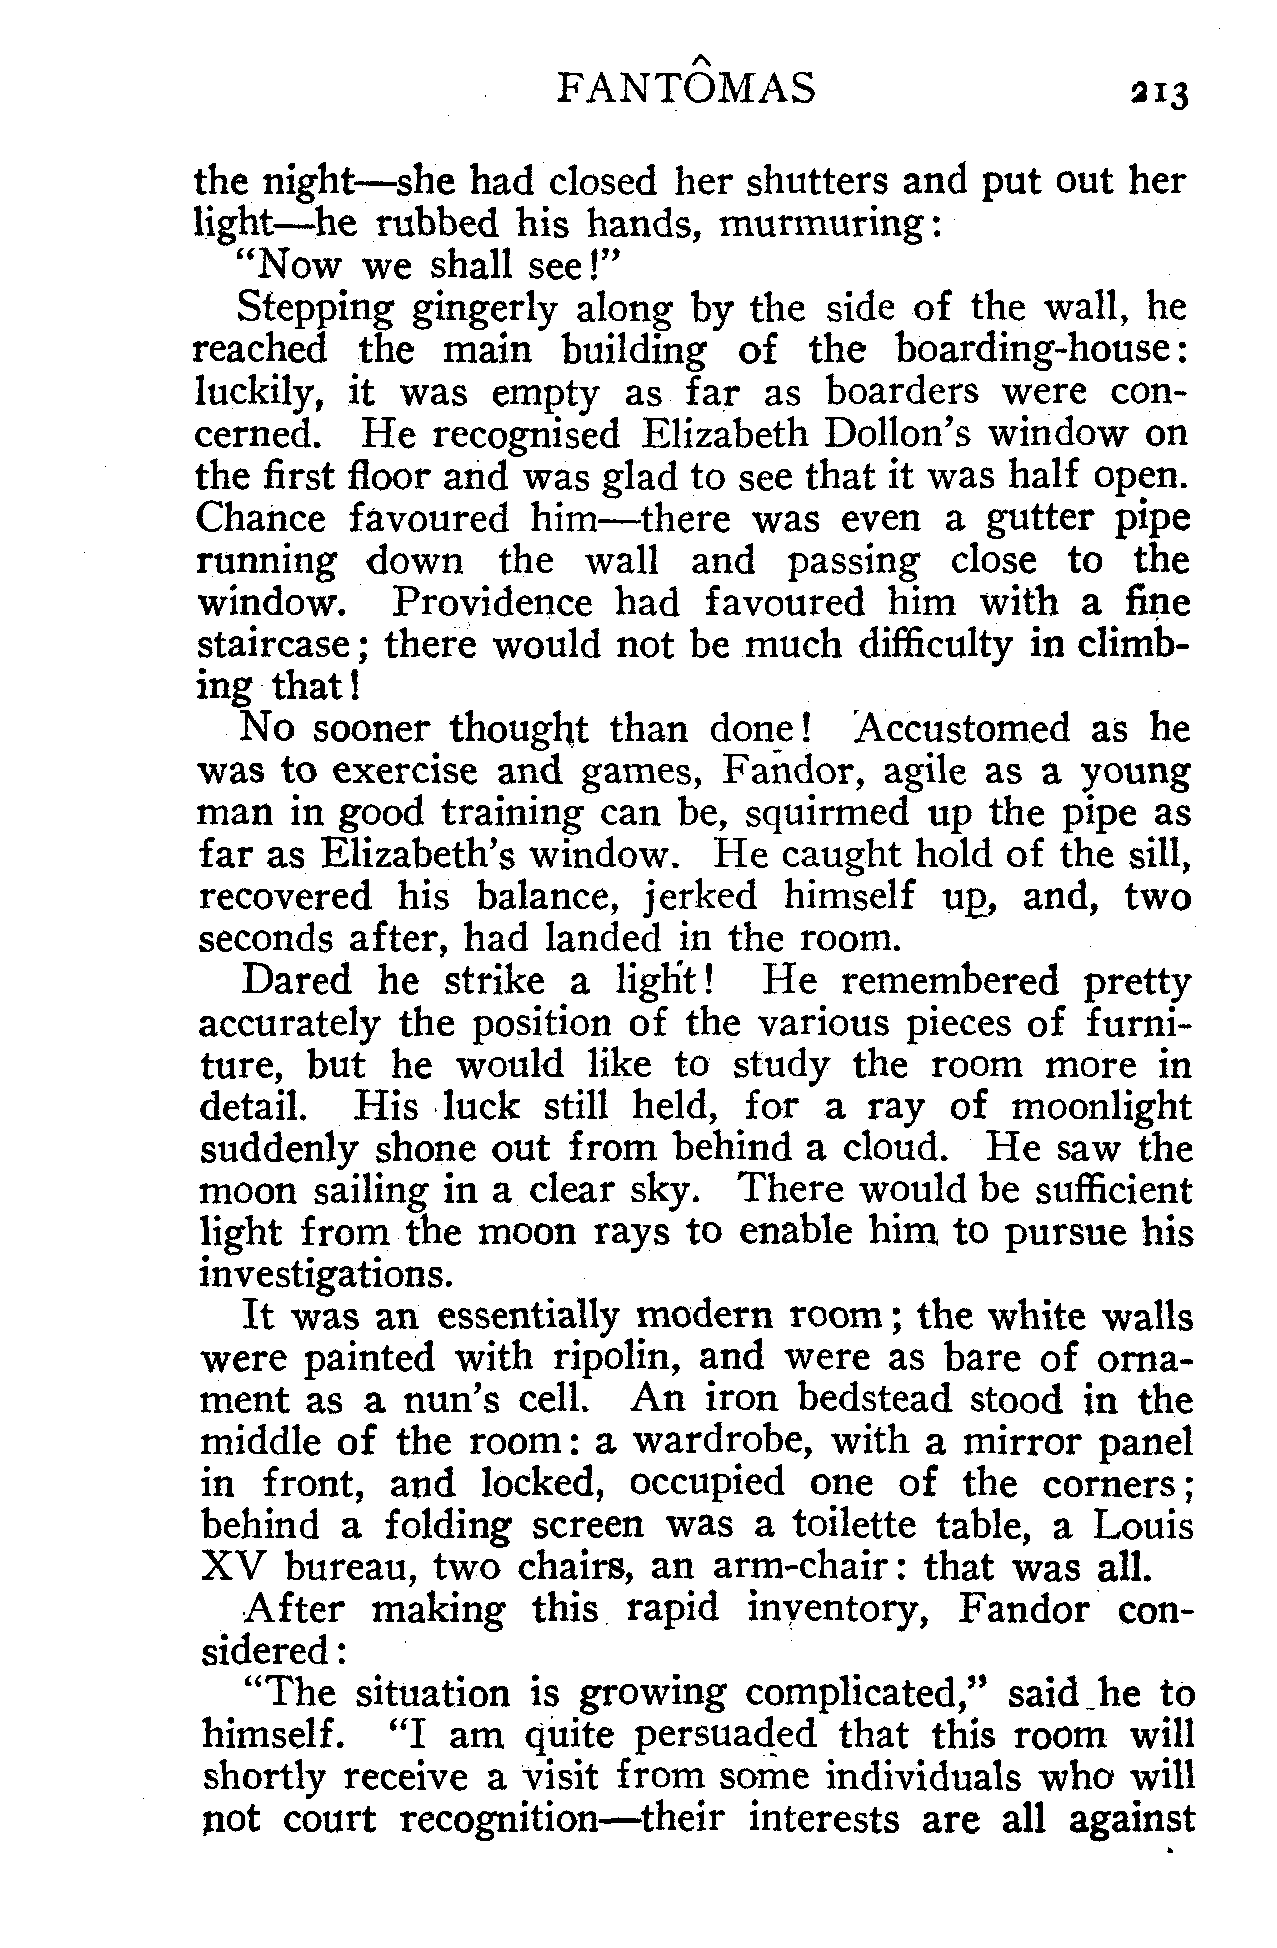 FANTÔMAS 213
the night—she had closed her shutters and put out her
light—he rubbed his hands, murmuring:
"Now we shall see!"
Stepping gingerly along by the side of the wall, he
reached the main building of the boarding-house:
luckily, it was empty as far as boarders were con-
cerned. He recognised Elizabeth Dollon's window on
the first floor and was glad to see that it was half open.
Chance favoured him—there was even a gutter pipe
running down the wall and passing close to the
window. Providence had favoured him with a fine
staircase; there would not be much difficulty in climb-
ing that!
No sooner thought than done! Accustomed as he
was to exercise and games, Fandor, agile as a young
man in good training can be, squirmed up the pipe as
far as Elizabeth's window. He caught hold of the sill,
recovered his balance, jerked himself up, and, two
seconds after, had landed in the room.
Dared he strike a light! He remembered pretty
accurately the position of the various pieces of furni-
ture, but he would like to study the room more in
detail. His luck still held, for a ray of moonlight
suddenly shone out from behind a cloud. He saw the
moon sailing in a clear sky. There would be sufficient
light from the moon rays to enable him to pursue his
investigations.
It was an essentially modern room; the white walls
were painted with ripolin, and were as bare of orna-
ment as a nun's cell. An iron bedstead stood in the
middle of the room: a wardrobe, with a mirror panel
in front, and locked, occupied one of the corners;
behind a folding screen was a toilette table, a Louis
XV bureau, two chairs, an arm-chair: that was all.
After making this rapid inventory, Fandor con-
sidered:
"The situation is growing complicated," said he to
himself. "I am quite persuaded that this room will
shortly receive a visit from some individuals who will
not court recognition—their interests are all against